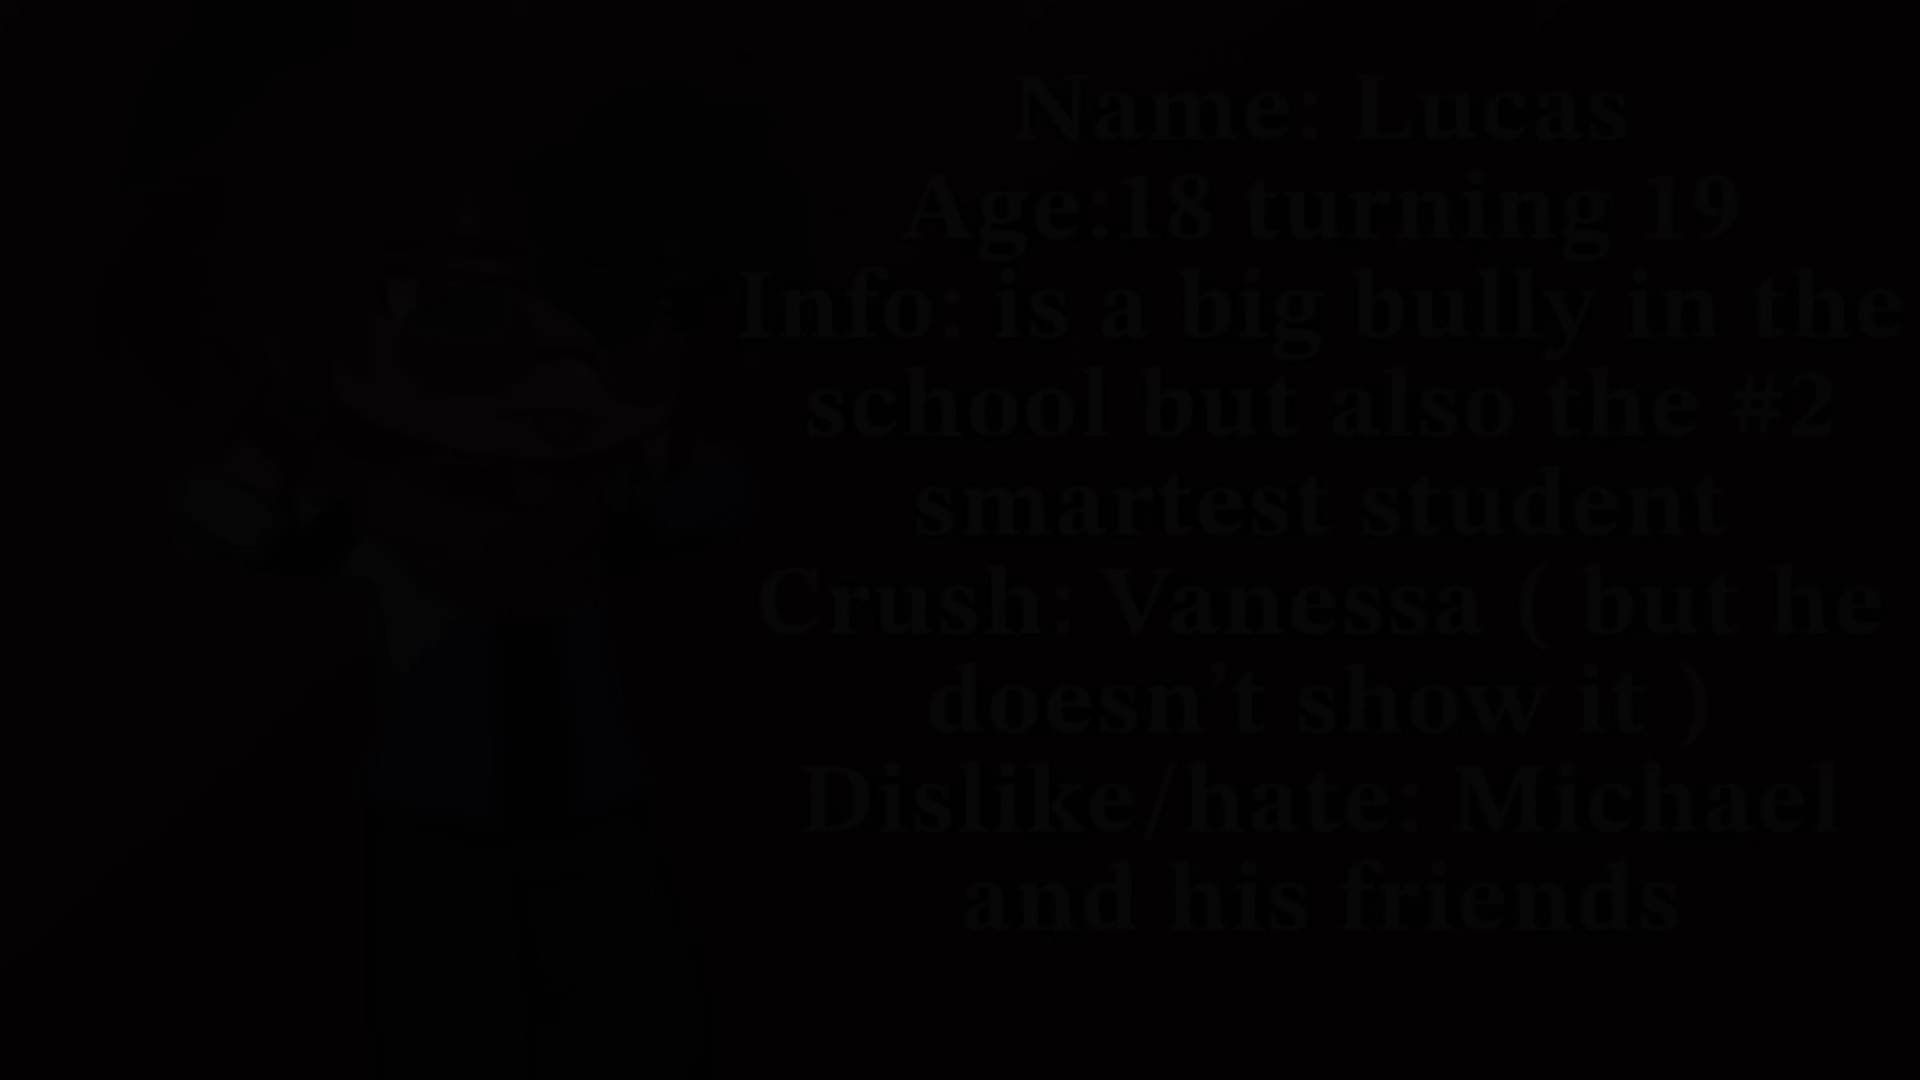 Name: Lucas
Age:18 turning 19
Info: is a big bully in the
school but also the #2
smartest student
Crush: Vanessa ( but he
doesn't show it )
Dislike/hate: Michael
and his friends